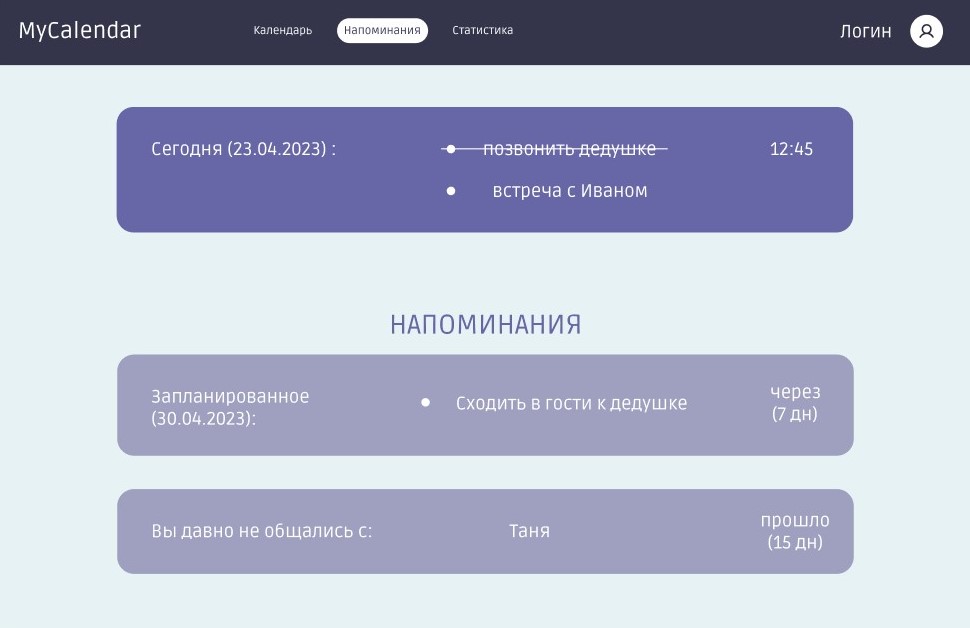 MyCalendar
Календарь
Напоминания
Статистика
Логин
Сегодня (23.04.2023) :
позвонить дедушке
12:45
встреча с Иваном
НАПОМИНАНИЯ
Запланированное
(30.04.2023):
Сходить в гости к дедушке
через
(7 дн)
Вы давно не общались с:
Таня
прошло
(15 дн)